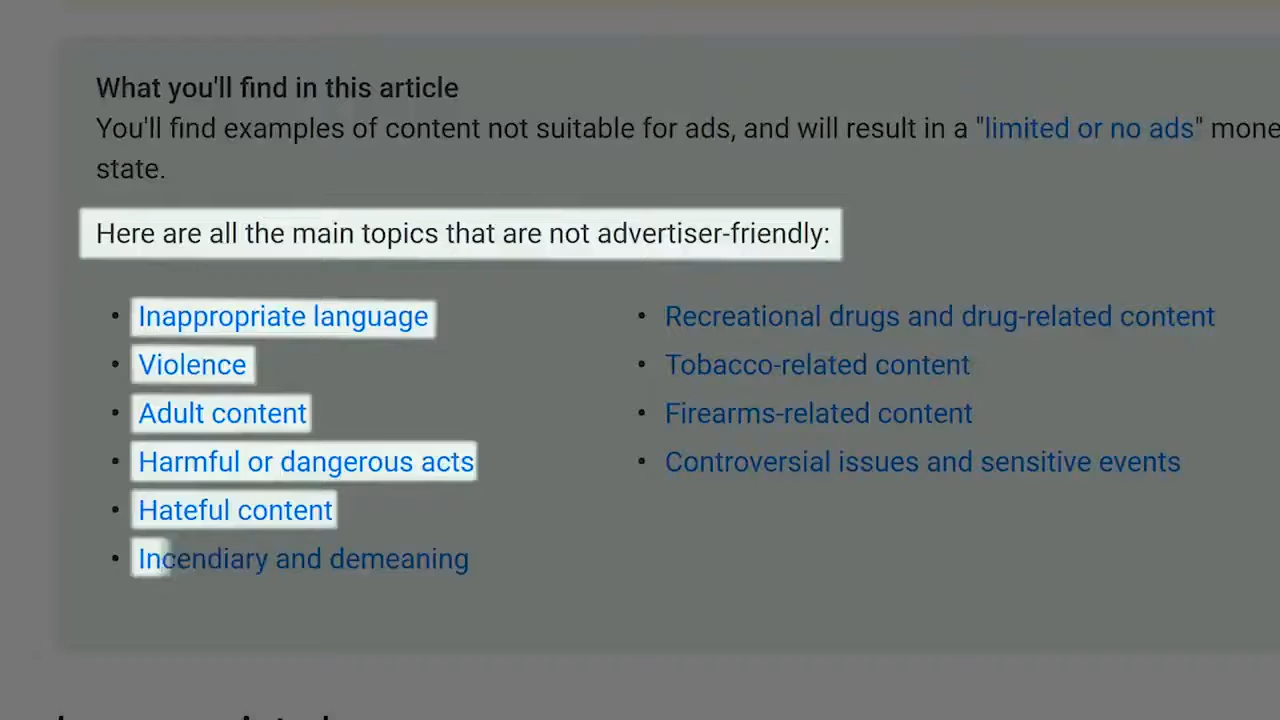 What you'll find in this article
You'll find examples of content not suitable for ads, and will result in a "limited or no ads" mone
state.
Here are all the main topics that are not advertiser-friendly:
• Inappropriate language
• Violence
• Adult content
• Harmful or dangerous acts
• Hateful content
• Incendiary and demeaning
• Recreational drugs and drug-related content
• Tobacco-related content
• Firearms-related content
• Controversial issues and sensitive events